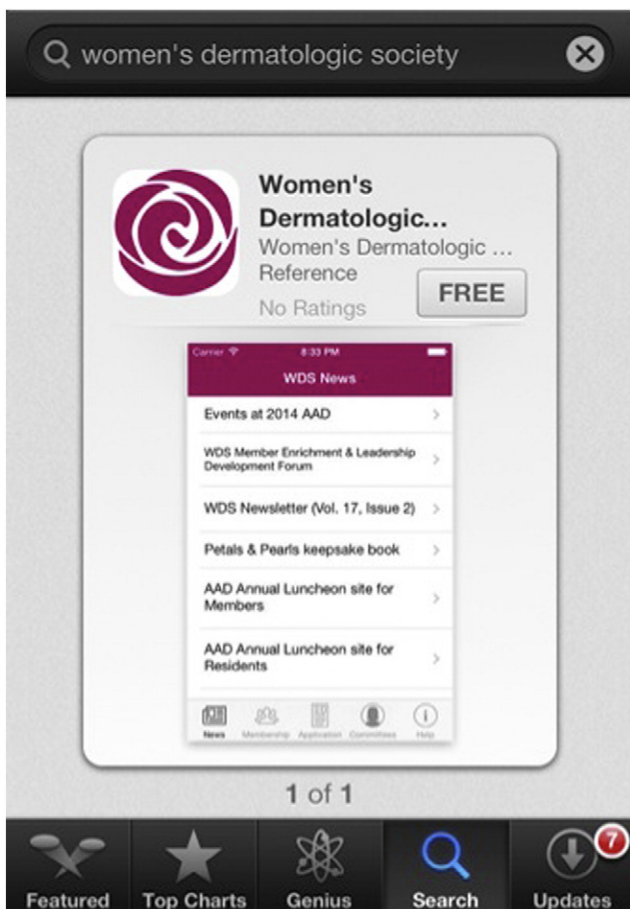 women's dermatologic society
Women's
Dermatologic...
Women's Dermatologic ...
Reference
No Ratings
FREE
Carrier 8:33 PM
WDS News
Events at 2014 AAD
WDS Member Enrichment & Leadership
Development Forum
WDS Newsletter (Vol. 17, Issue 2)
Petals & Pearls keepsake book
AAD Annual Luncheon site for
Members
AAD Annual Luncheon site for
Residents
News Membership Application Committees Help
1 of 1
7
Featured Top Charts Genius Search Updates